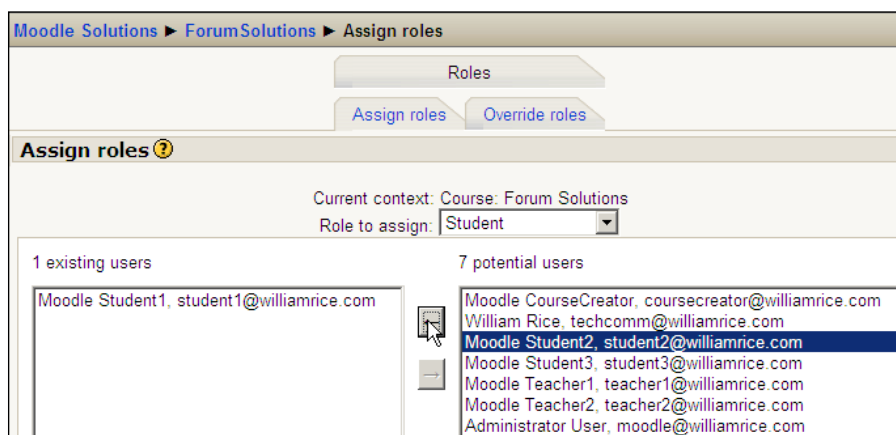 Moodle Solutions ► ForumSolutions ► Assign roles
Roles
Assign roles Override roles
Assign roles ?
Current context: Course: Forum Solutions
Role to assign: Student
1 existing users
7 potential users
Moodle Student1, student1@williamrice.com
Moodle CourseCreator, coursecreator@williamrice.com
William Rice, techcomm@williamrice.com
Moodle Student2, student2@williamrice.com
Moodle Student3, student3@williamrice.com
Moodle Teacher1, teacher1@williamrice.com
Moodle Teacher2, teacher2@williamrice.com
Administrator User, moodle@williamrice.com